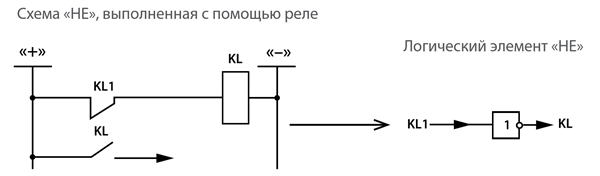 Схема «НЕ», выполненная с помощью реле
Логический элемент «НЕ»
«+»
KL
«–»
KL1
KL
KL1
1
KL